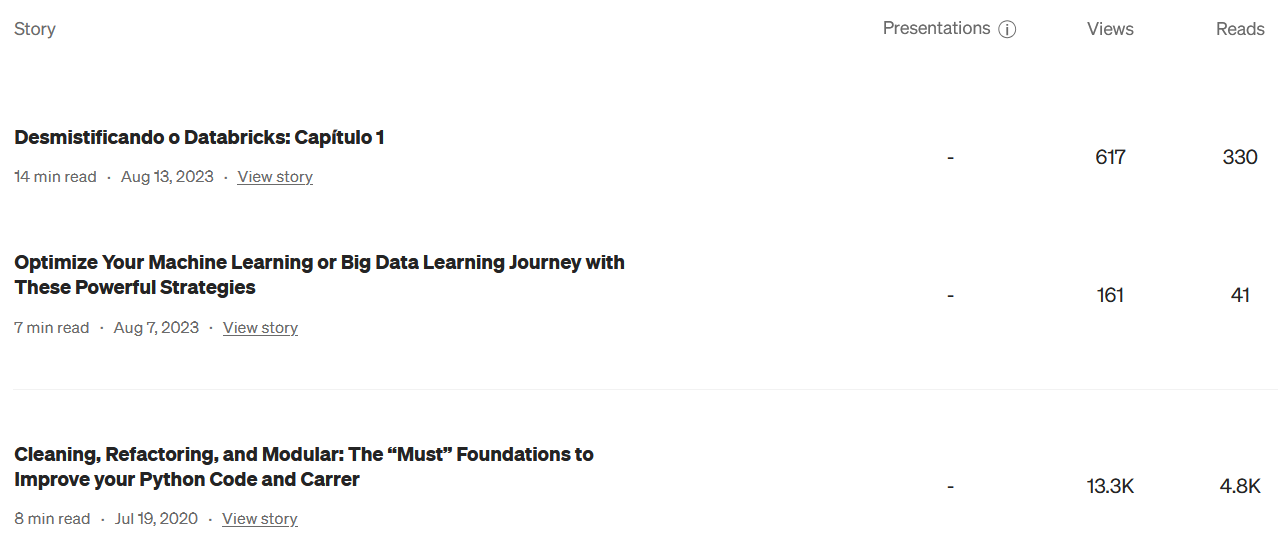 Story Presentations Views Reads
Desmistificando o Databricks: Capítulo 1
14 min read · Aug 13, 2023 · View story
- 617 330
Optimize Your Machine Learning or Big Data Learning Journey with
These Powerful Strategies
7 min read · Aug 7, 2023 · View story
- 161 41
Cleaning, Refactoring, and Modular: The “Must” Foundations to
Improve your Python Code and Carrer
8 min read · Jul 19, 2020 · View story
- 13.3K 4.8K